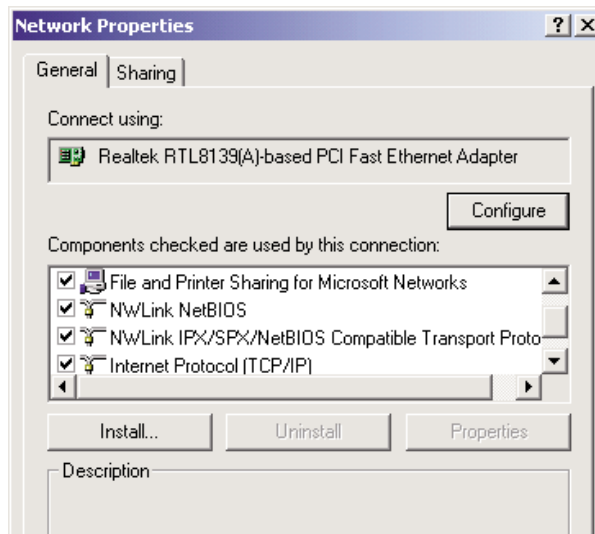 Network Properties
General Sharing
Connect using:
Realtek RTL8139(A)-based PCI Fast Ethernet Adapter
Configure
Components checked are used by this connection:
File and Printer Sharing for Microsoft Networks
NWLink NetBIOS
NWLink IPX/SPX/NetBIOS Compatible Transport Proto
Internet Protocol (TCP/IP)
Install... Uninstall Properties
Description